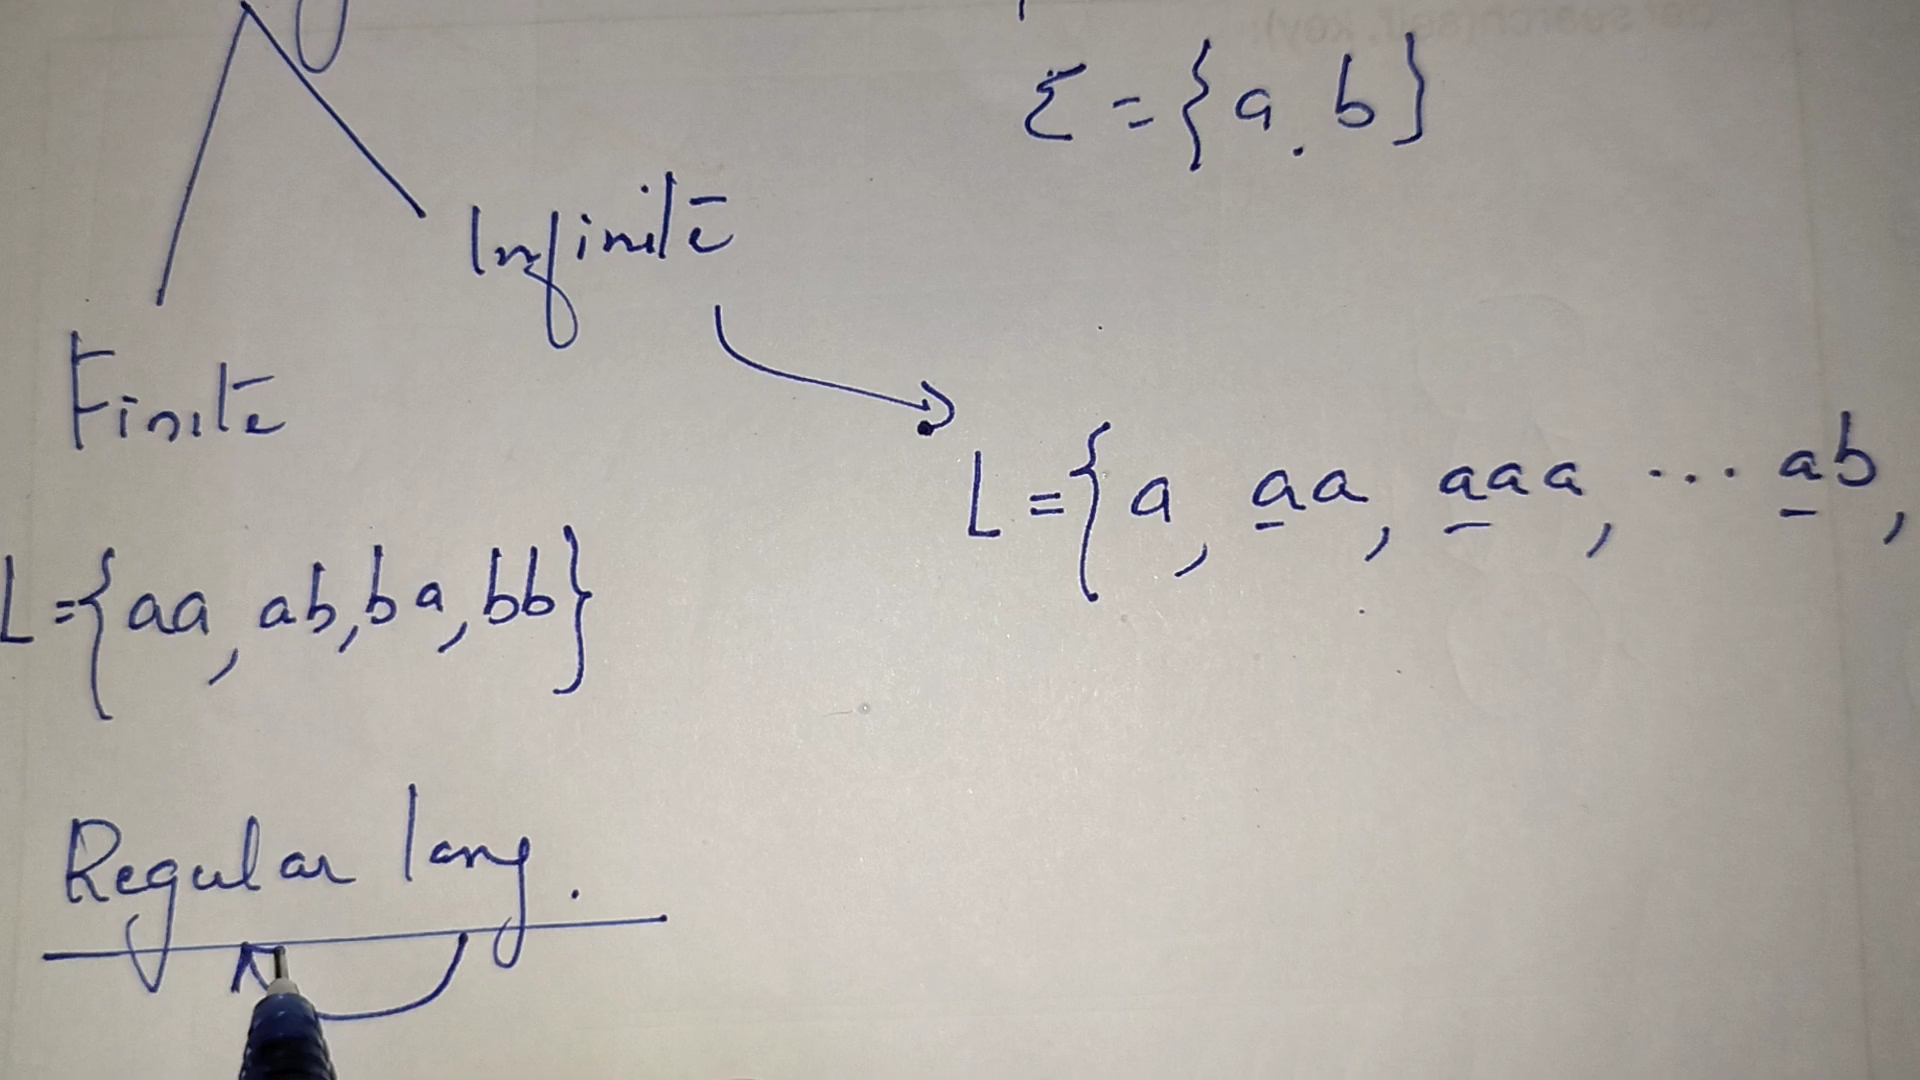 Σ = {a, b}
Infinite
Finite
L = {a, aa, aaa, ... ab,
L = {aa, ab, ba, bb}
Regular lang.